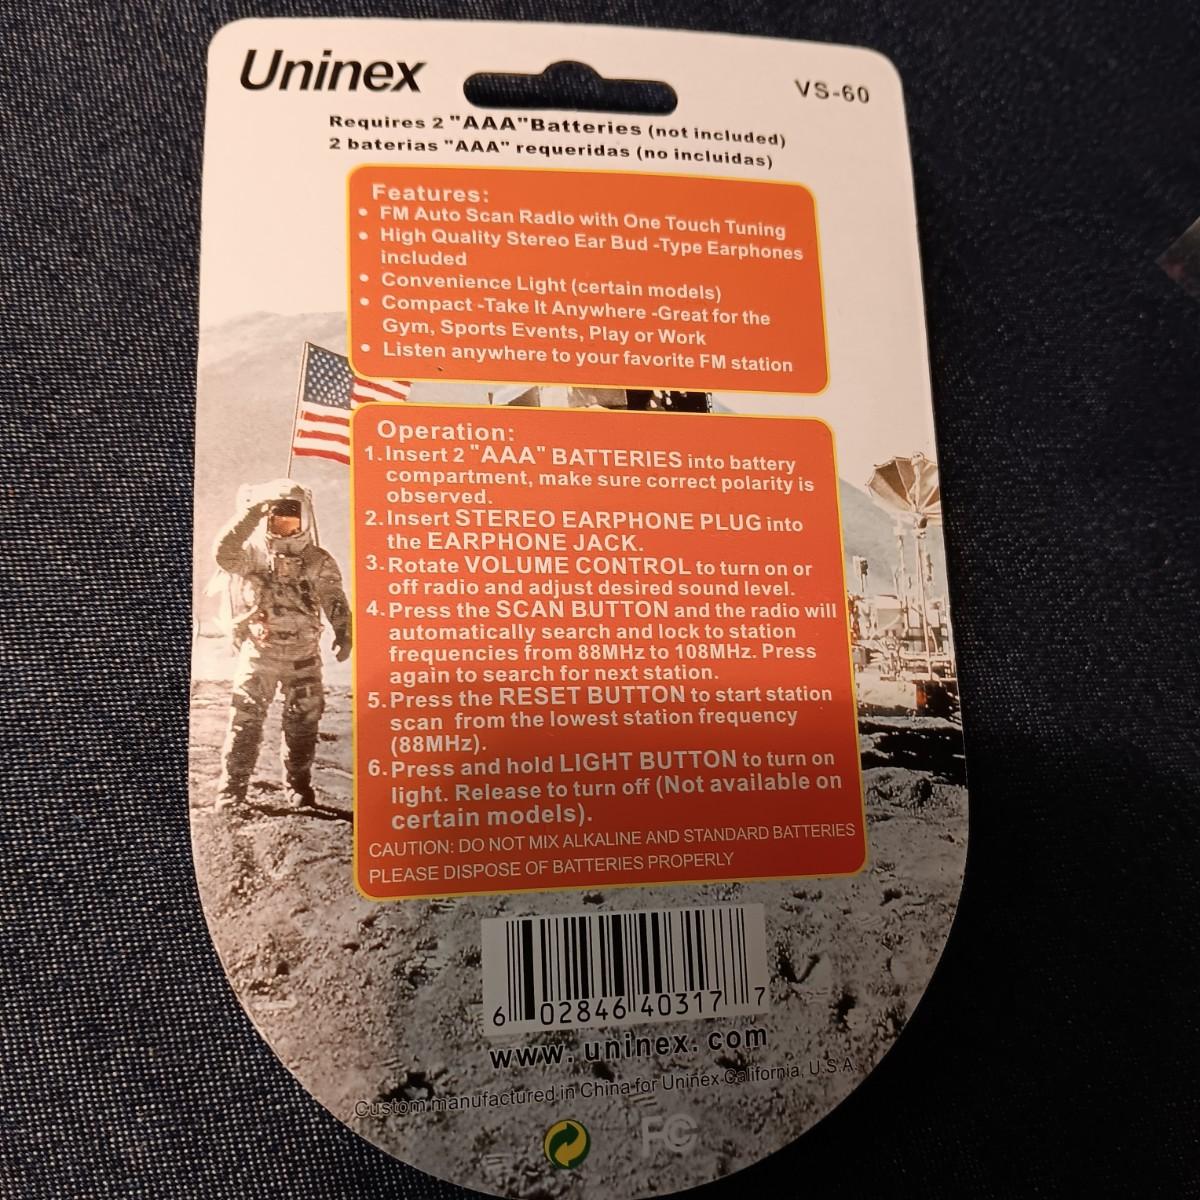 Uninex
VS-60
Requires 2 "AAA"Batteries (not included)
2 baterias "AAA" requeridas (no incluidas)
Features:
• FM Auto Scan Radio with One Touch Tuning
• High Quality Stereo Ear Bud -Type Earphones
included
• Convenience Light (certain models)
• Compact -Take It Anywhere -Great for the
Gym, Sports Events, Play or Work
• Listen anywhere to your favorite FM station
Operation:
1. Insert 2 "AAA" BATTERIES into battery
compartment, make sure correct polarity is
observed.
2. Insert STEREO EARPHONE PLUG into
the EARPHONE JACK.
3. Rotate VOLUME CONTROL to turn on or
off radio and adjust desired sound level.
4. Press the SCAN BUTTON and the radio will
automatically search and lock to station
frequencies from 88MHz to 108MHz. Press
again to search for next station.
5. Press the RESET BUTTON to start station
scan from the lowest station frequency
(88MHz).
6. Press and hold LIGHT BUTTON to turn on
light. Release to turn off (Not available on
certain models).
CAUTION: DO NOT MIX ALKALINE AND STANDARD BATTERIES
PLEASE DISPOSE OF BATTERIES PROPERLY
6 02846 40317 7
www.uninex.com
Custom manufactured in China for Uninex California, U.S.A.
FC